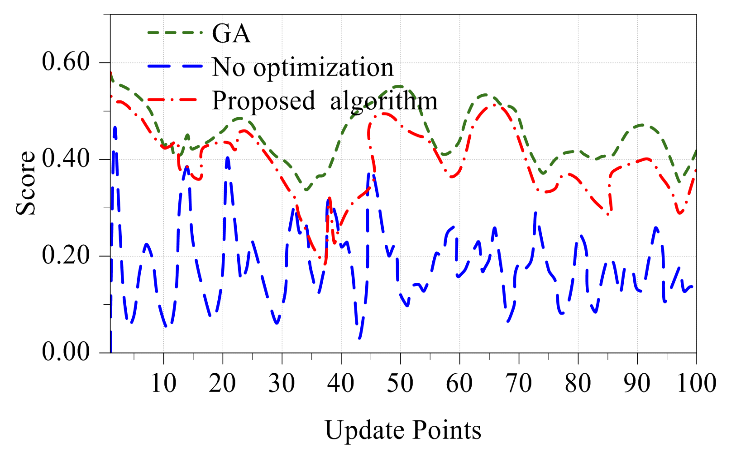 GA
No optimization
Proposed algorithm
0.60
0.40
0.20
0.00
Score
10 20 30 40 50 60 70 80 90 100
Update Points